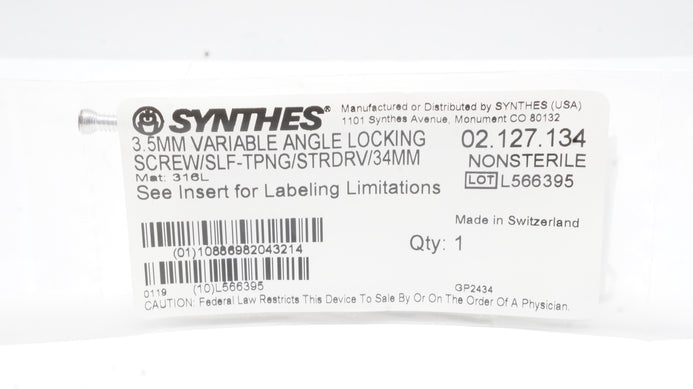 SYNTHES®
Manufactured or Distributed by SYNTHES (USA)
1101 Synthes Avenue, Monument CO 80132
3.5MM VARIABLE ANGLE LOCKING
SCREW/SLF-TPNG/STRDRV/34MM
02.127.134
NONSTERILE
Mat: 316L
LOT L566395
See Insert for Labeling Limitations
Made in Switzerland
Qty: 1
(01)10886982043214
(10)L566395
0119
GP2434
CAUTION: Federal Law Restricts This Device To Sale By Or On The Order Of A Physician.